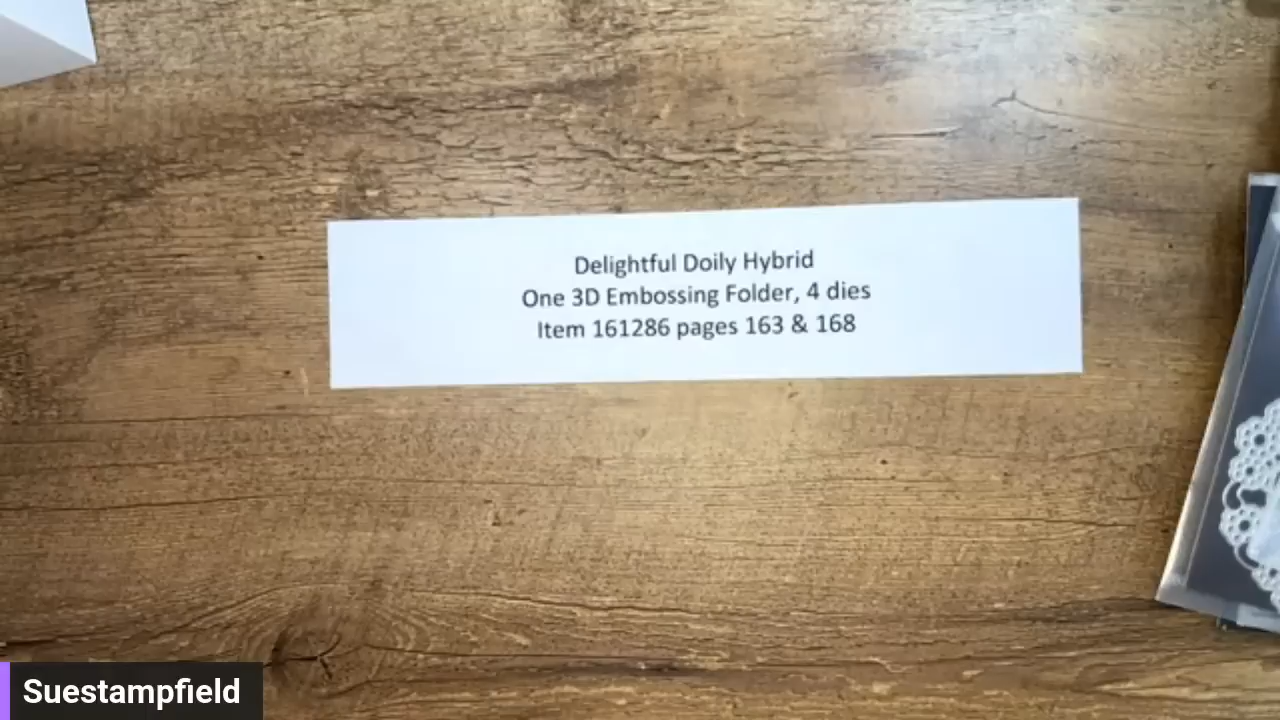 Delightful Doily Hybrid
One 3D Embossing Folder, 4 dies
Item 161286 pages 163 & 168
Suestampfield